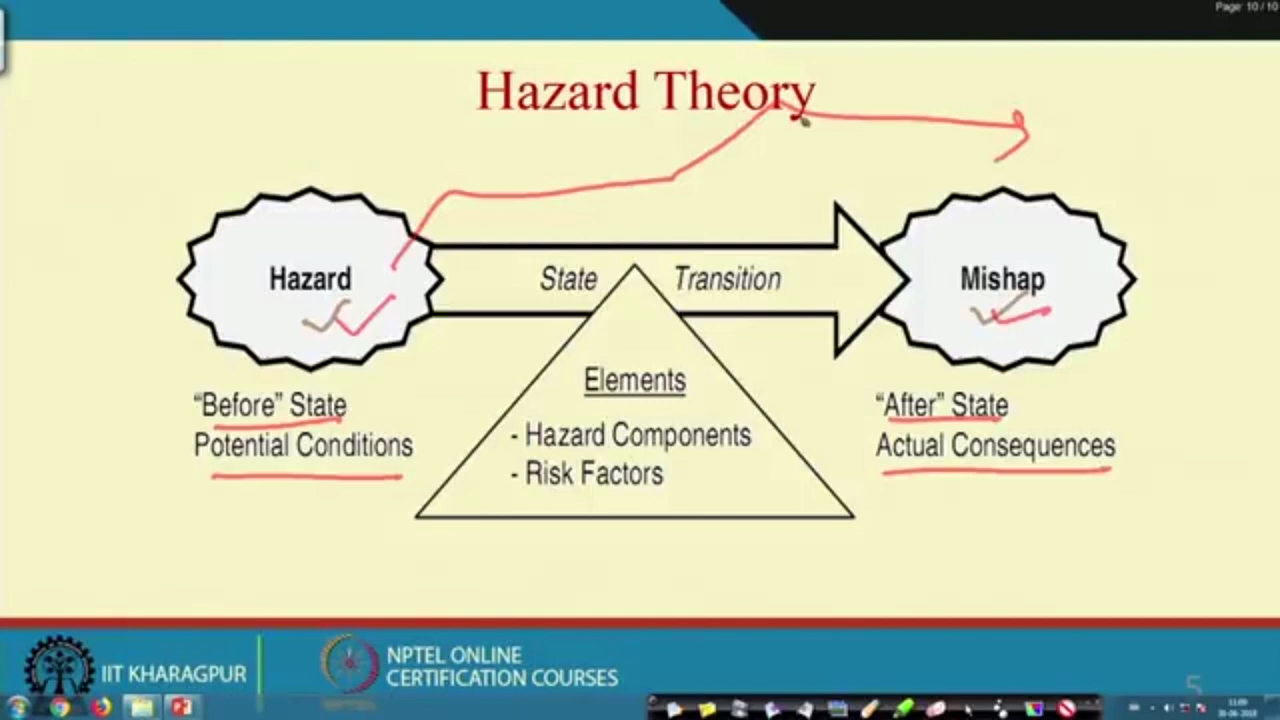 Page: 10 / 10
Hazard Theory
Hazard
State
Transition
Mishap
"Before" State
Potential Conditions
Elements
- Hazard Components
- Risk Factors
"After" State
Actual Consequences
IIT KHARAGPUR
NPTEL ONLINE
CERTIFICATION COURSES
5